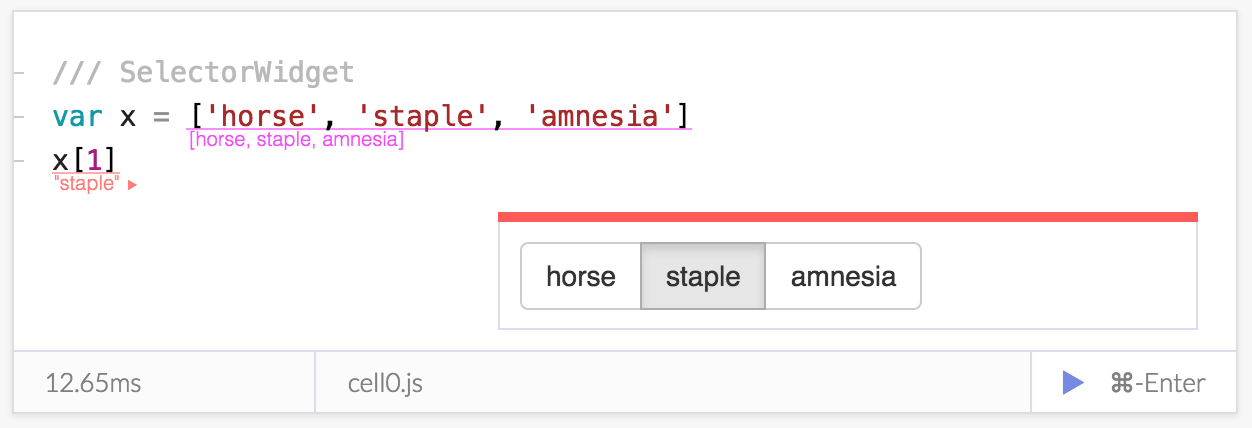 /// SelectorWidget
var x = ['horse', 'staple', 'amnesia']
[horse, staple, amnesia]
x[1]
"staple" ▶
horse staple amnesia
12.65ms cell0.js ▶ ⌘-Enter